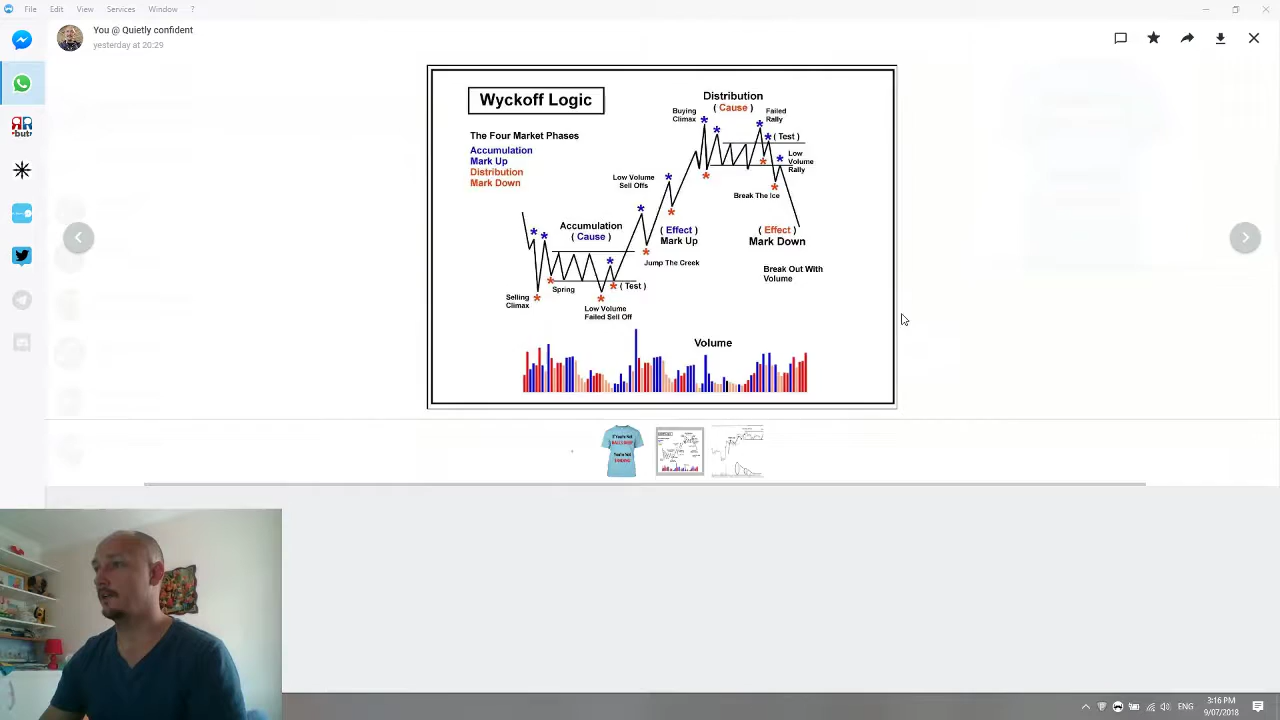 File Edit View Services Window ?
You @ Quietly confident
yesterday at 20:29
Wyckoff Logic
The Four Market Phases
Accumulation
Mark Up
Distribution
Mark Down
Distribution
( Cause )
Buying
Climax
Failed
Rally
( Test )
Low
Volume
Rally
Break The Ice
Low Volume
Sell Offs
Accumulation
( Cause )
( Effect )
Mark Up
( Effect )
Mark Down
Jump The Creek
Break Out With
Volume
Spring
( Test )
Selling
Climax
Low Volume
Failed Sell Off
Volume
ENG
3:16 PM
9/07/2018